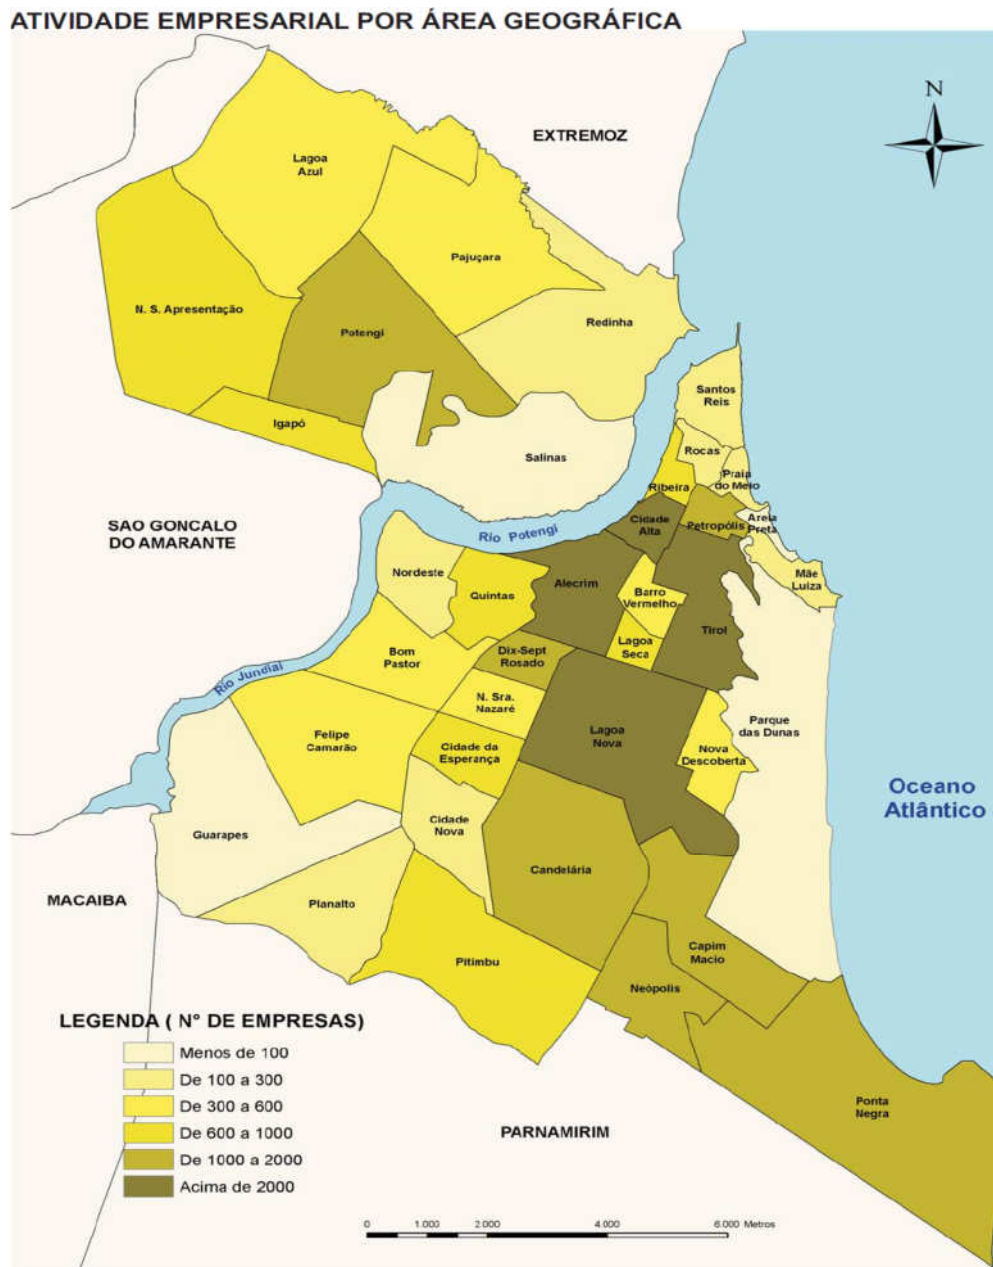 ATIVIDADE EMPRESARIAL POR ÁREA GEOGRÁFICA
N
EXTREMOZ
Lagoa
Azul
Pajuçara
N. S. Apresentação
Redinha
Potengi
Santos
Reis
Igapó
Rocas
Salinas
Praia
do Meio
Ribeira
SAO GONCALO
DO AMARANTE
Rio Potengi
Cidade
Alta
Petropólis
Areia
Preta
Nordeste
Quintas
Alecrim
Barro
Vermelho
Mãe
Luiza
Tirol
Lagoa
Seca
Bom
Pastor
Dix-Sept
Rosado
Rio Jundiaí
N. Sra.
Nazaré
Felipe
Camarão
Cidade da
Esperança
Lagoa
Nova
Nova
Descoberta
Parque
das Dunas
Oceano
Atlântico
Guarapes
Cidade
Nova
Candelária
MACAIBA
Planalto
Pitimbu
Capim
Macio
Neópolis
Ponta
Negra
PARNAMIRIM
LEGENDA ( N° DE EMPRESAS)
Menos de 100
De 100 a 300
De 300 a 600
De 600 a 1000
De 1000 a 2000
Acima de 2000
0 1.000 2.000 4.000 6.000 Metros